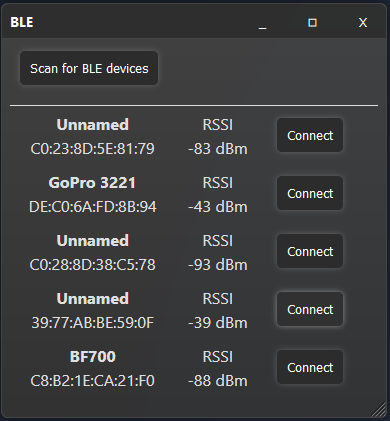 BLE
Scan for BLE devices
Unnamed RSSI
C0:23:8D:5E:81:79 -83 dBm Connect
GoPro 3221 RSSI
DE:C0:6A:FD:8B:94 -43 dBm Connect
Unnamed RSSI
C0:28:8D:38:C5:78 -93 dBm Connect
Unnamed RSSI
39:77:AB:BE:59:0F -39 dBm Connect
BF700 RSSI
C8:B2:1E:CA:21:F0 -88 dBm Connect